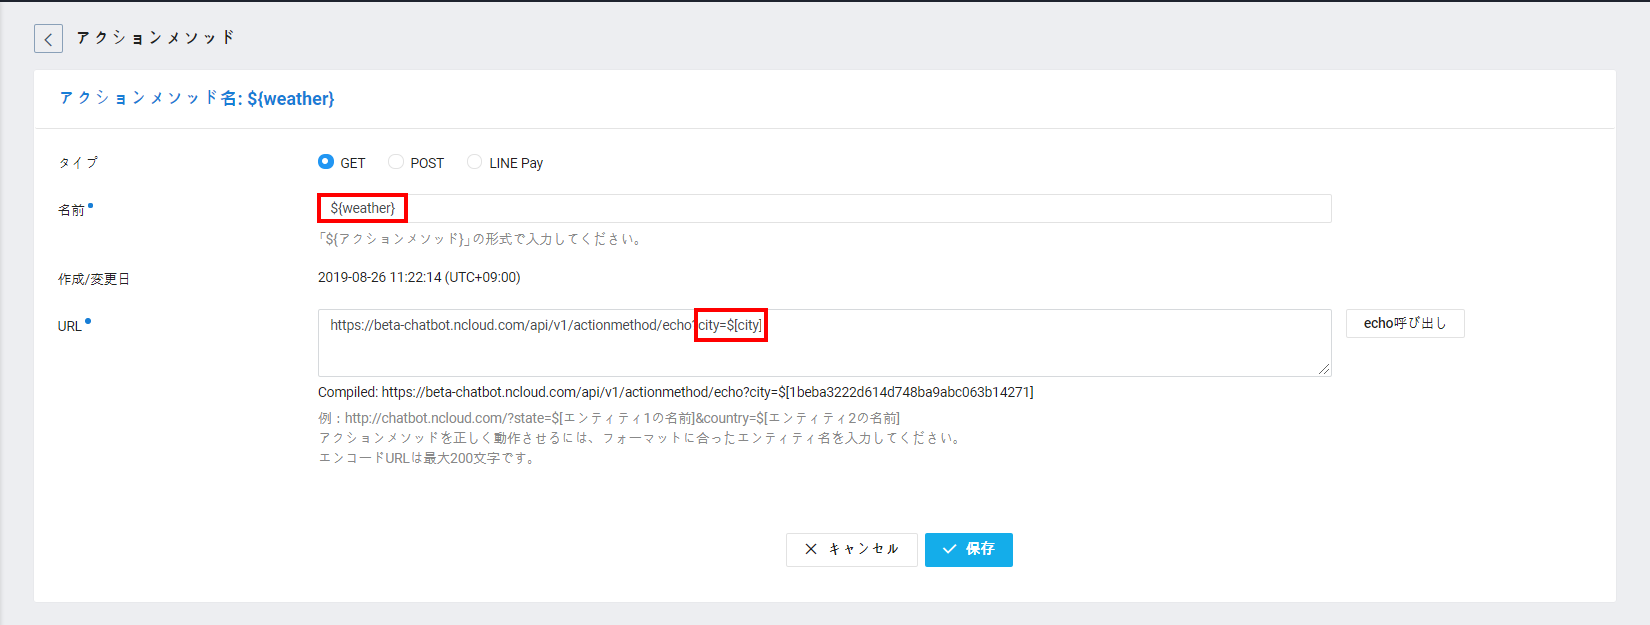 アクションメソッド
アクションメソッド名: ${weather}
タイプ
GET POST LINE Pay
名前
${weather}
「${アクションメソッド}」の形式で入力してください。
作成/変更日
2019-08-26 11:22:14 (UTC+09:00)
URL
https://beta-chatbot.ncloud.com/api/v1/actionmethod/echo?city=$[city]
echo呼び出し
Compiled: https://beta-chatbot.ncloud.com/api/v1/actionmethod/echo?city=$[1beba3222d614d748ba9abc063b14271]
例：http://chatbot.ncloud.com/?state=$[エンティティ1の名前]&country=$[エンティティ2の名前]
アクションメソッドを正しく動作させるには、フォーマットに合ったエンティティ名を入力してください。
エンコードURLは最大200文字です。
キャンセル
保存